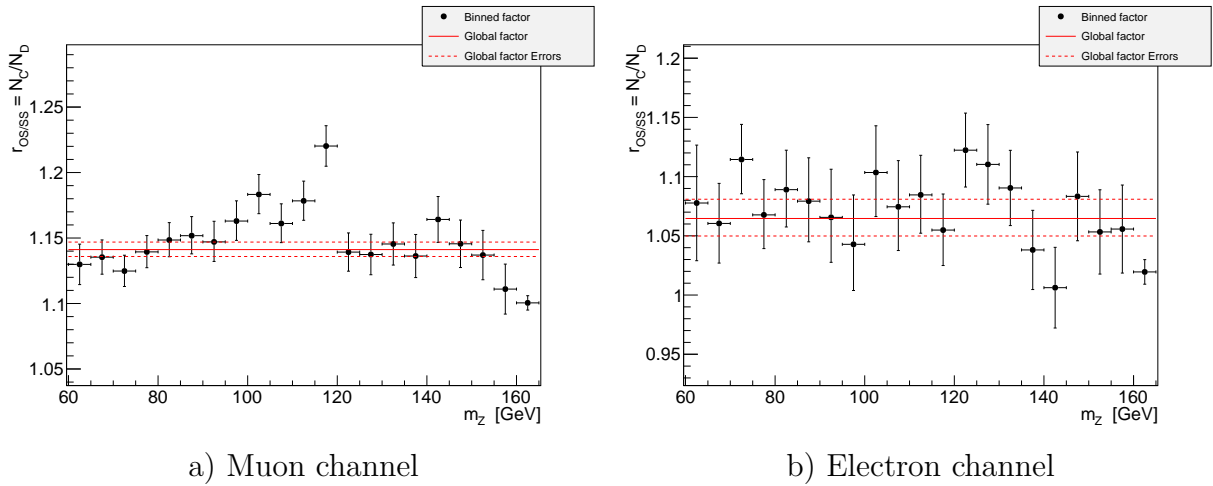 Binned factor
Global factor
Global factor Errors
r_OS/SS = N_C/N_D
1.25
1.2
1.15
1.1
1.05
60 80 100 120 140 160
m_Z [GeV]
a) Muon channel
Binned factor
Global factor
Global factor Errors
r_OS/SS = N_C/N_D
1.2
1.15
1.1
1.05
1
0.95
60 80 100 120 140 160
m_Z [GeV]
b) Electron channel